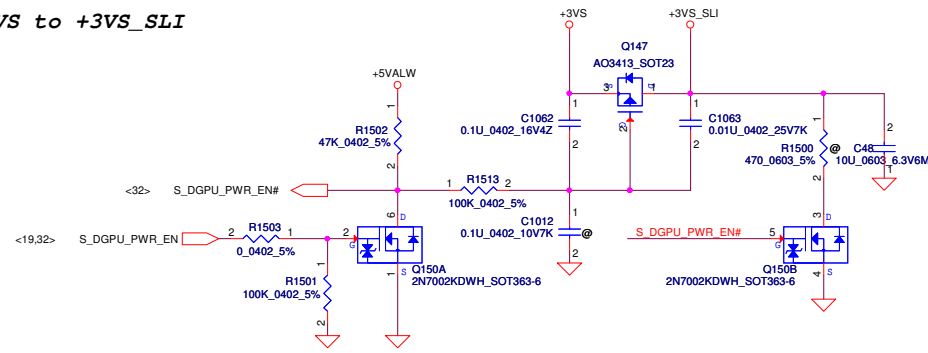 VS to +3VS_SLI
+3VS
+3VS_SLI
Q147
AO3413_SOT23
+5VALW
3
S
D
1
G
2
1
R1502
47K_0402_5%
2
1
C1062
0.1U_0402_16V4Z
2
1
C1063
0.01U_0402_25V7K
2
1
R1500
@
470_0603_5%
2
2
C48
10U_0603_6.3V6M
1
<32>
S_DGPU_PWR_EN#
1
R1513
2
100K_0402_5%
1
C1012
0.1U_0402_10V7K
@
2
<19,32>
S_DGPU_PWR_EN
2
R1503
1
0_0402_5%
2
G
6
D
S
1
Q150A
2N7002KDWH_SOT363-6
1
R1501
100K_0402_5%
2
S_DGPU_PWR_EN#
5
G
3
D
S
4
Q150B
2N7002KDWH_SOT363-6